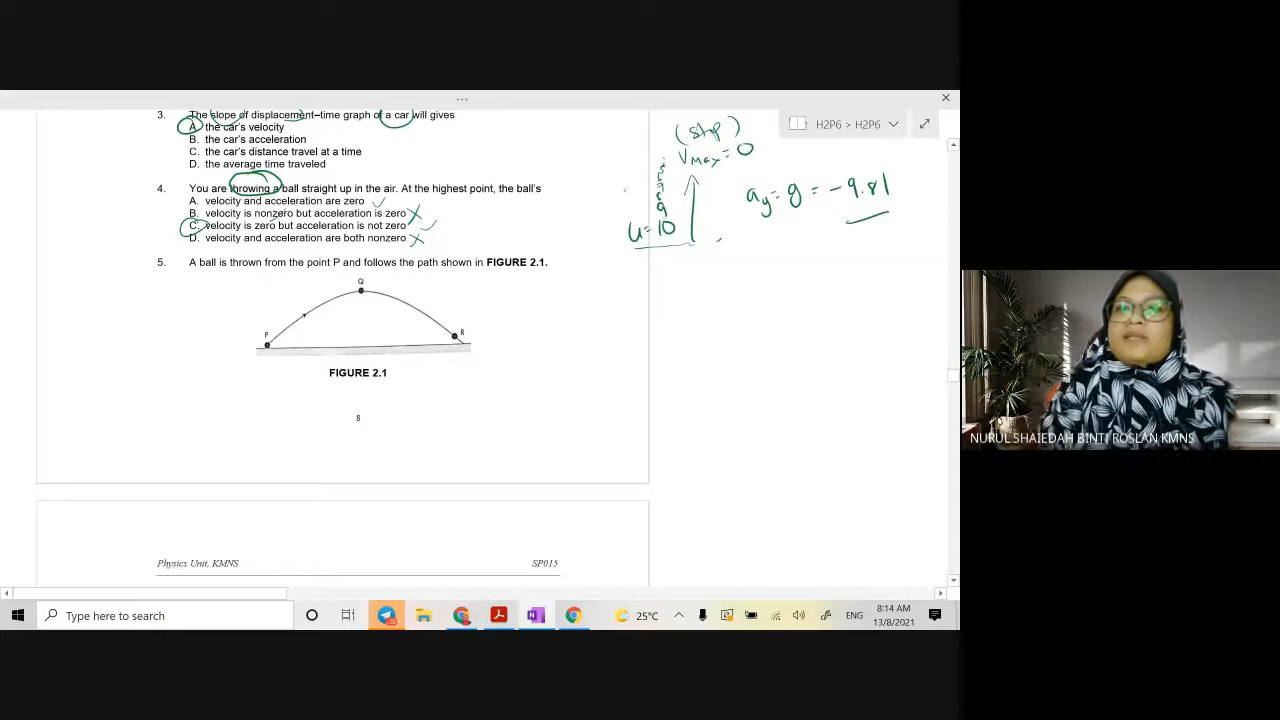 H2P6 > H2P6
3. The slope of displacement–time graph of a car will gives
A. the car's velocity
B. the car's acceleration
C. the car's distance travel at a time
D. the average time traveled
4. You are throwing a ball straight up in the air. At the highest point, the ball's
A. velocity and acceleration are zero
B. velocity is nonzero but acceleration is zero
C. velocity is zero but acceleration is not zero
D. velocity and acceleration are both nonzero
5. A ball is thrown from the point P and follows the path shown in FIGURE 2.1.
Q
P
R
FIGURE 2.1
8
Physics Unit, KMNS SP015
(stop)
VMAX = 0
9
u = 10
ay = g = -9.81
NURUL SHAIEDAH BINTI ROSLAN KMNS
Type here to search
25°C
ENG
8:14 AM
13/8/2021